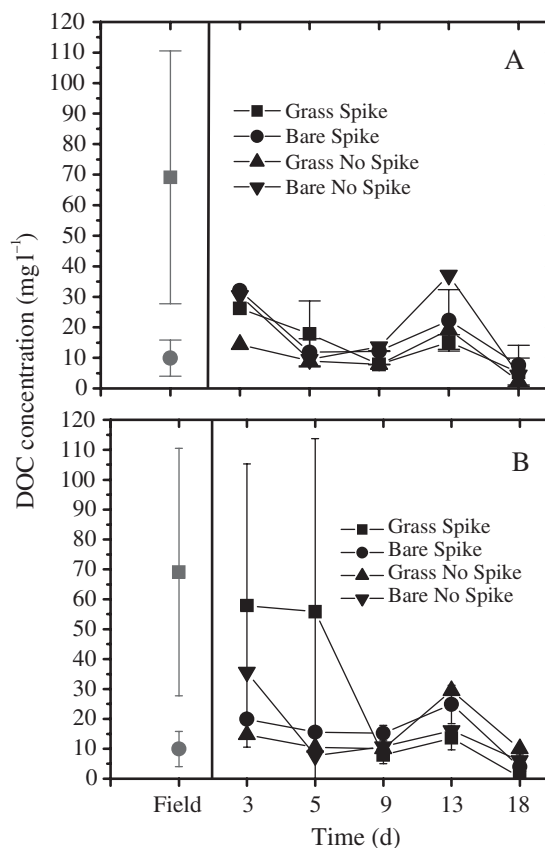 DOC concentration (mg l⁻¹)
120
110
100
90
80
70
60
50
40
30
20
10
0
A
Grass Spike
Bare Spike
Grass No Spike
Bare No Spike
120
110
100
90
80
70
60
50
40
30
20
10
0
B
Grass Spike
Bare Spike
Grass No Spike
Bare No Spike
Field 3 5 9 13 18
Time (d)